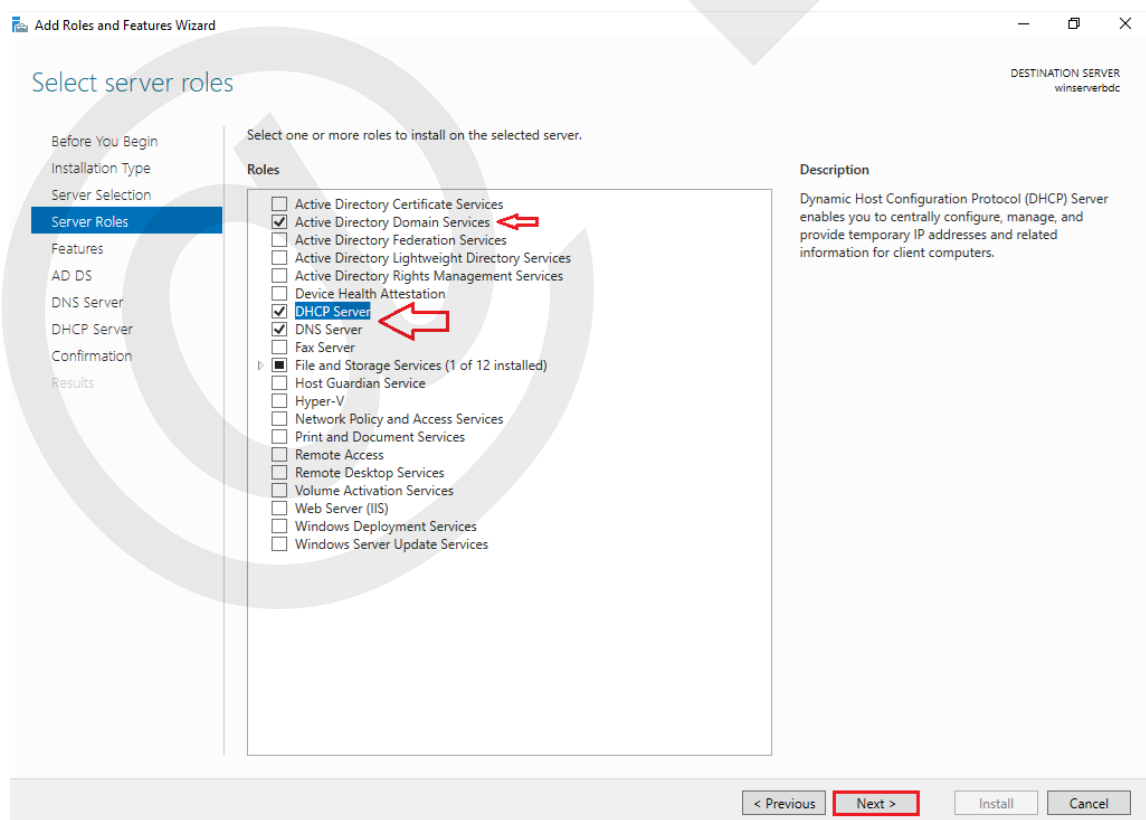 Add Roles and Features Wizard
Select server roles
DESTINATION SERVER
winserverbdc
Before You Begin
Installation Type
Server Selection
Server Roles
Features
AD DS
DNS Server
DHCP Server
Confirmation
Results
Select one or more roles to install on the selected server.
Roles
Active Directory Certificate Services
Active Directory Domain Services
Active Directory Federation Services
Active Directory Lightweight Directory Services
Active Directory Rights Management Services
Device Health Attestation
DHCP Server
DNS Server
Fax Server
File and Storage Services (1 of 12 installed)
Host Guardian Service
Hyper-V
Network Policy and Access Services
Print and Document Services
Remote Access
Remote Desktop Services
Volume Activation Services
Web Server (IIS)
Windows Deployment Services
Windows Server Update Services
Description
Dynamic Host Configuration Protocol (DHCP) Server
enables you to centrally configure, manage, and
provide temporary IP addresses and related
information for client computers.
< Previous
Next >
Install
Cancel